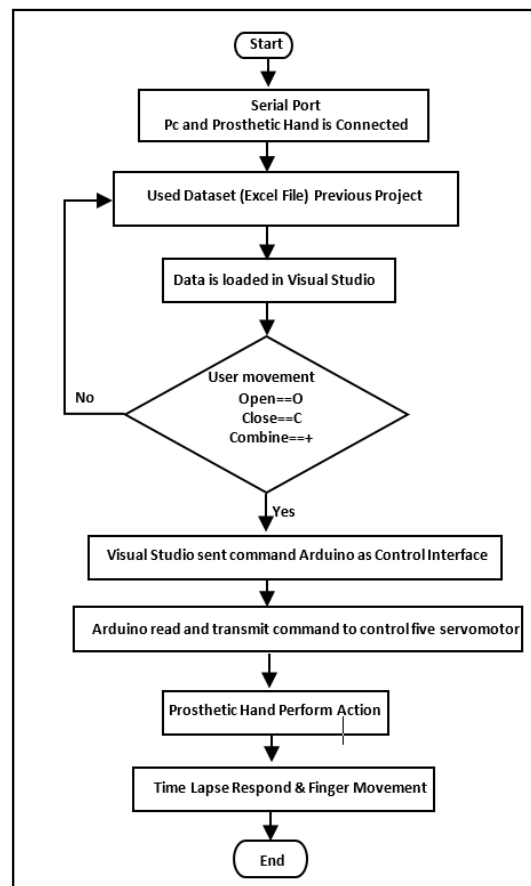 Start
Serial Port
Pc and Prosthetic Hand is Connected
Used Dataset (Excel File) Previous Project
Data is loaded in Visual Studio
User movement
Open==O
Close==C
Combine==+
No
Yes
Visual Studio sent command Arduino as Control Interface
Arduino read and transmit command to control five servomotor
Prosthetic Hand Perform Action
Time Lapse Respond & Finger Movement
End